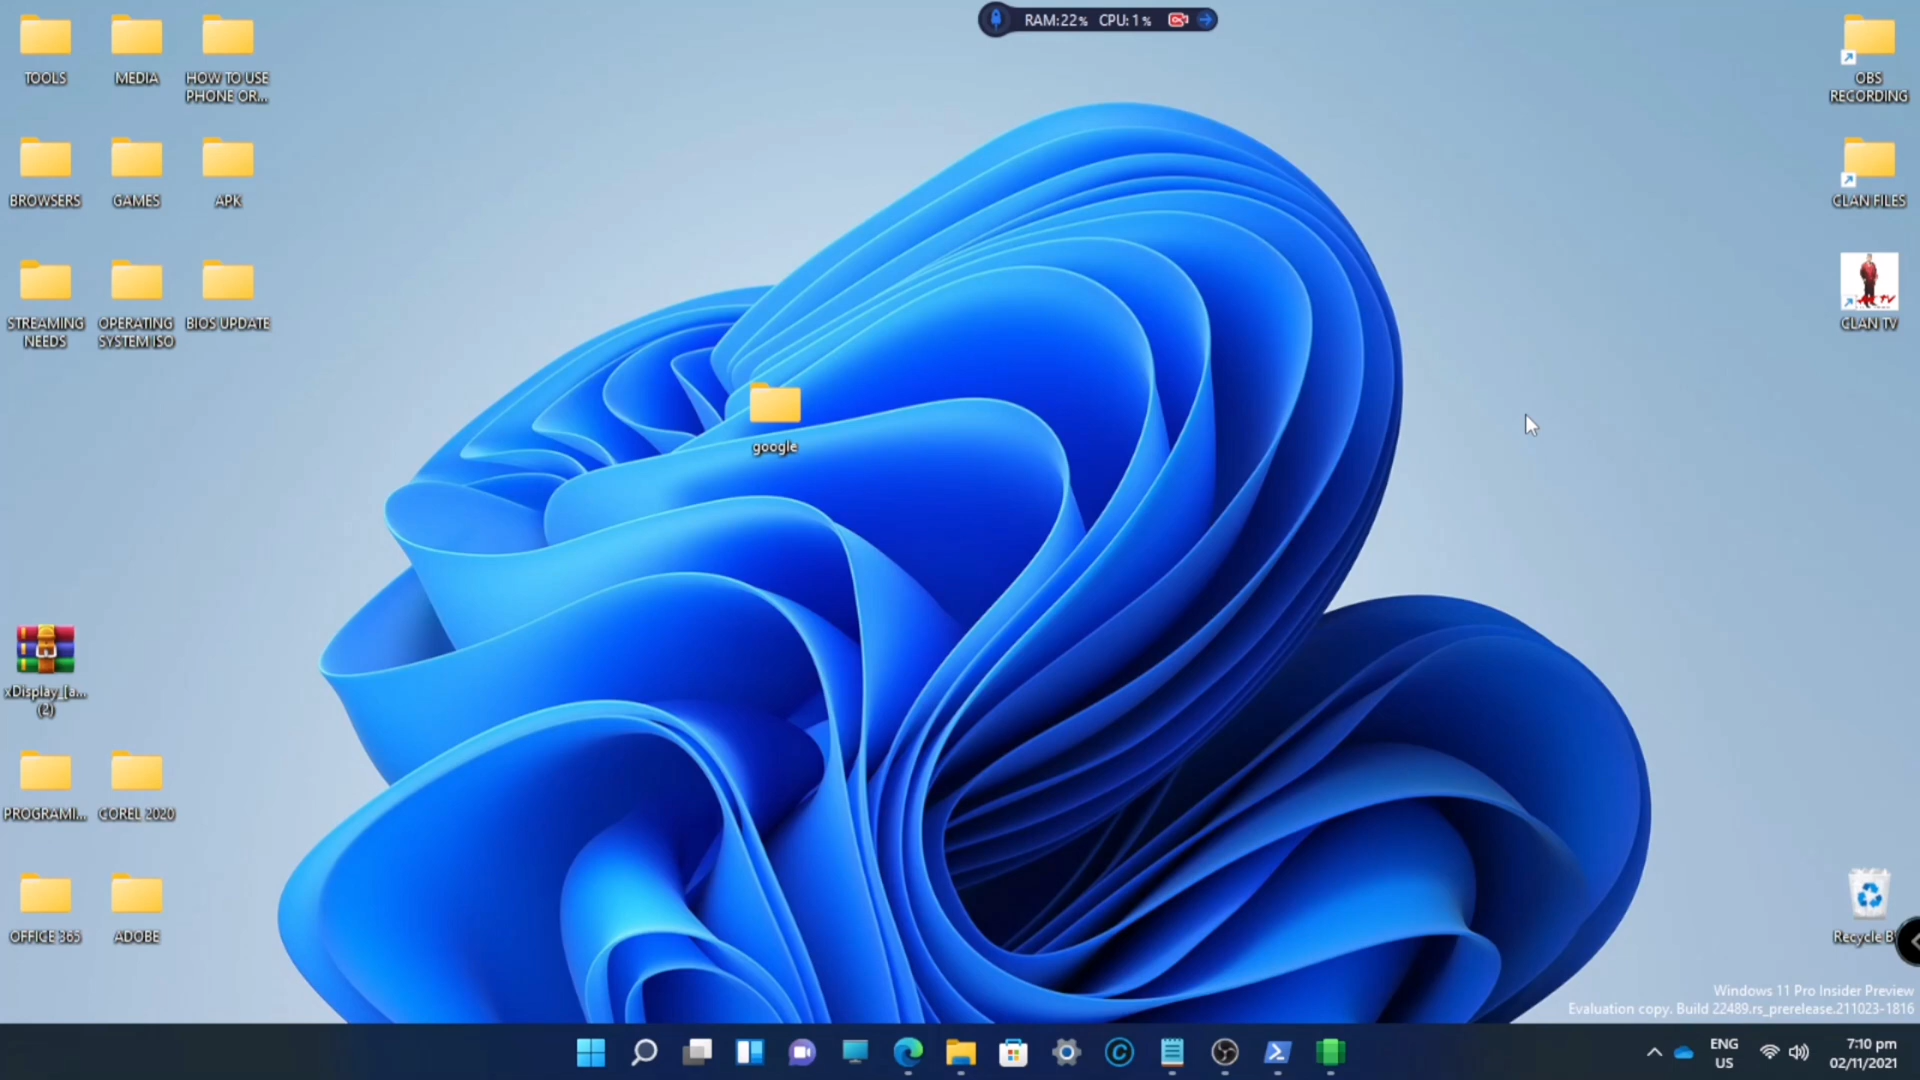 RAM:22% CPU:1%
TOOLS
MEDIA
HOW TO USE
PHONE OR...
OBS
RECORDING
BROWSERS
GAMES
APK
CLAN FILES
STREAMING
NEEDS
OPERATING
SYSTEM ISO
BIOS UPDATE
TV
CLAN TV
google
xDisplay_[a...
(2)
PROGRAMI...
COREL 2020
OFFICE 365
ADOBE
Recycle B
Windows 11 Pro Insider Preview
Evaluation copy. Build 22489.rs_prerelease.211023-1816
ENG
US
7:10 pm
02/11/2021